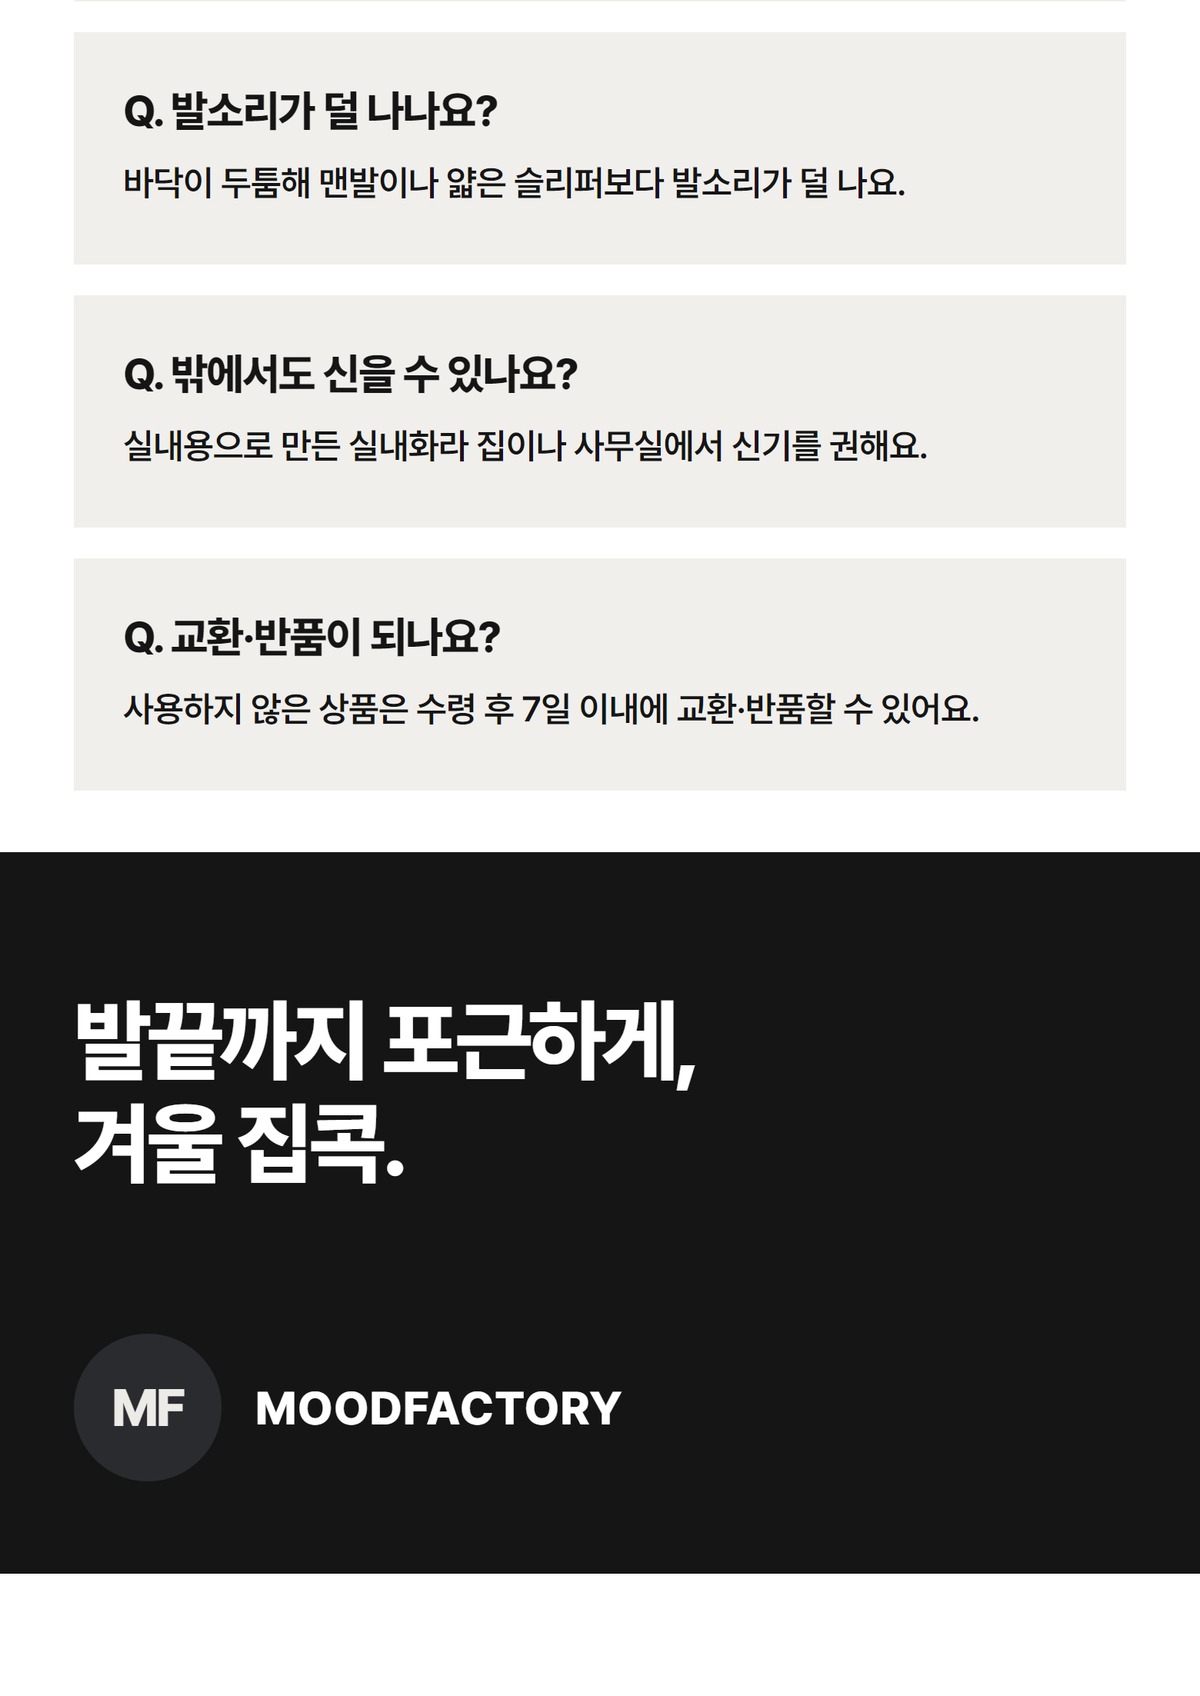 Q. 발소리가 덜 나나요?
바닥이 두툼해 맨발이나 얇은 슬리퍼보다 발소리가 덜 나요.
Q. 밖에서도 신을 수 있나요?
실내용으로 만든 실내화라 집이나 사무실에서 신기를 권해요.
Q. 교환·반품이 되나요?
사용하지 않은 상품은 수령 후 7일 이내에 교환·반품할 수 있어요.
발끝까지 포근하게,
겨울 집콕.
MF MOODFACTORY